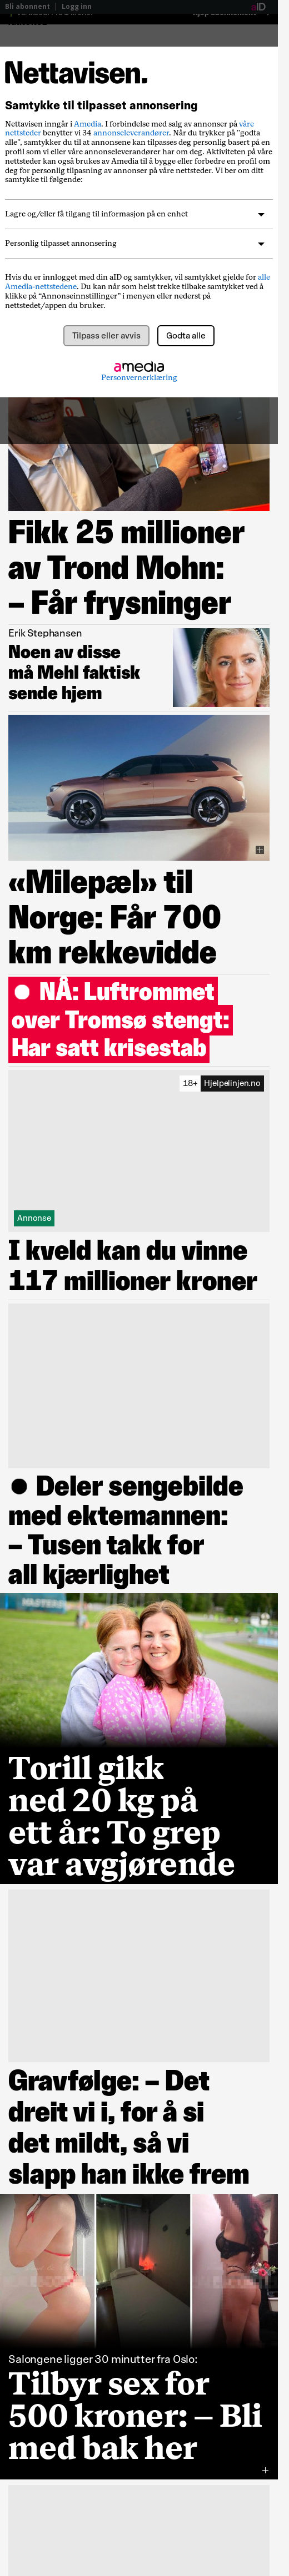 Bli abonnent | Logg inn
aID
Nettavisen.
Samtykke til tilpasset annonsering
Nettavisen inngår i Amedia. I forbindelse med salg av annonser på våre
nettsteder benytter vi 34 annonseleverandører. Når du trykker på "godta
alle", samtykker du til at annonsene kan tilpasses deg personlig basert på en
profil som vi eller våre annonseleverandører har om deg. Aktiviteten på våre
nettsteder kan også brukes av Amedia til å bygge eller forbedre en profil om
deg for personlig tilpasning av annonser på våre nettsteder. Vi ber om ditt
samtykke til følgende:
Lagre og/eller få tilgang til informasjon på en enhet
Personlig tilpasset annonsering
Hvis du er innlogget med din aID og samtykker, vil samtykket gjelde for alle
Amedia-nettstedene. Du kan når som helst trekke tilbake samtykket ved å
klikke på “Annonseinnstillinger” i menyen eller nederst på
nettstedet/appen du bruker.
Tilpass eller avvis
Godta alle
amedia
Personvernerklæring
Fikk 25 millioner
av Trond Mohn:
– Får frysninger
Erik Stephansen
Noen av disse
må Mehl faktisk
sende hjem
«Milepæl» til
Norge: Får 700
km rekkevidde
NÅ: Luftrommet
over Tromsø stengt:
Har satt krisestab
18+ Hjelpelinjen.no
Annonse
I kveld kan du vinne
117 millioner kroner
Deler sengebilde
med ektemannen:
– Tusen takk for
all kjærlighet
Torill gikk
ned 20 kg på
ett år: To grep
var avgjørende
Gravfølge: – Det
dreit vi i, for å si
det mildt, så vi
slapp han ikke frem
Salongene ligger 30 minutter fra Oslo:
Tilbyr sex for
500 kroner: – Bli
med bak her